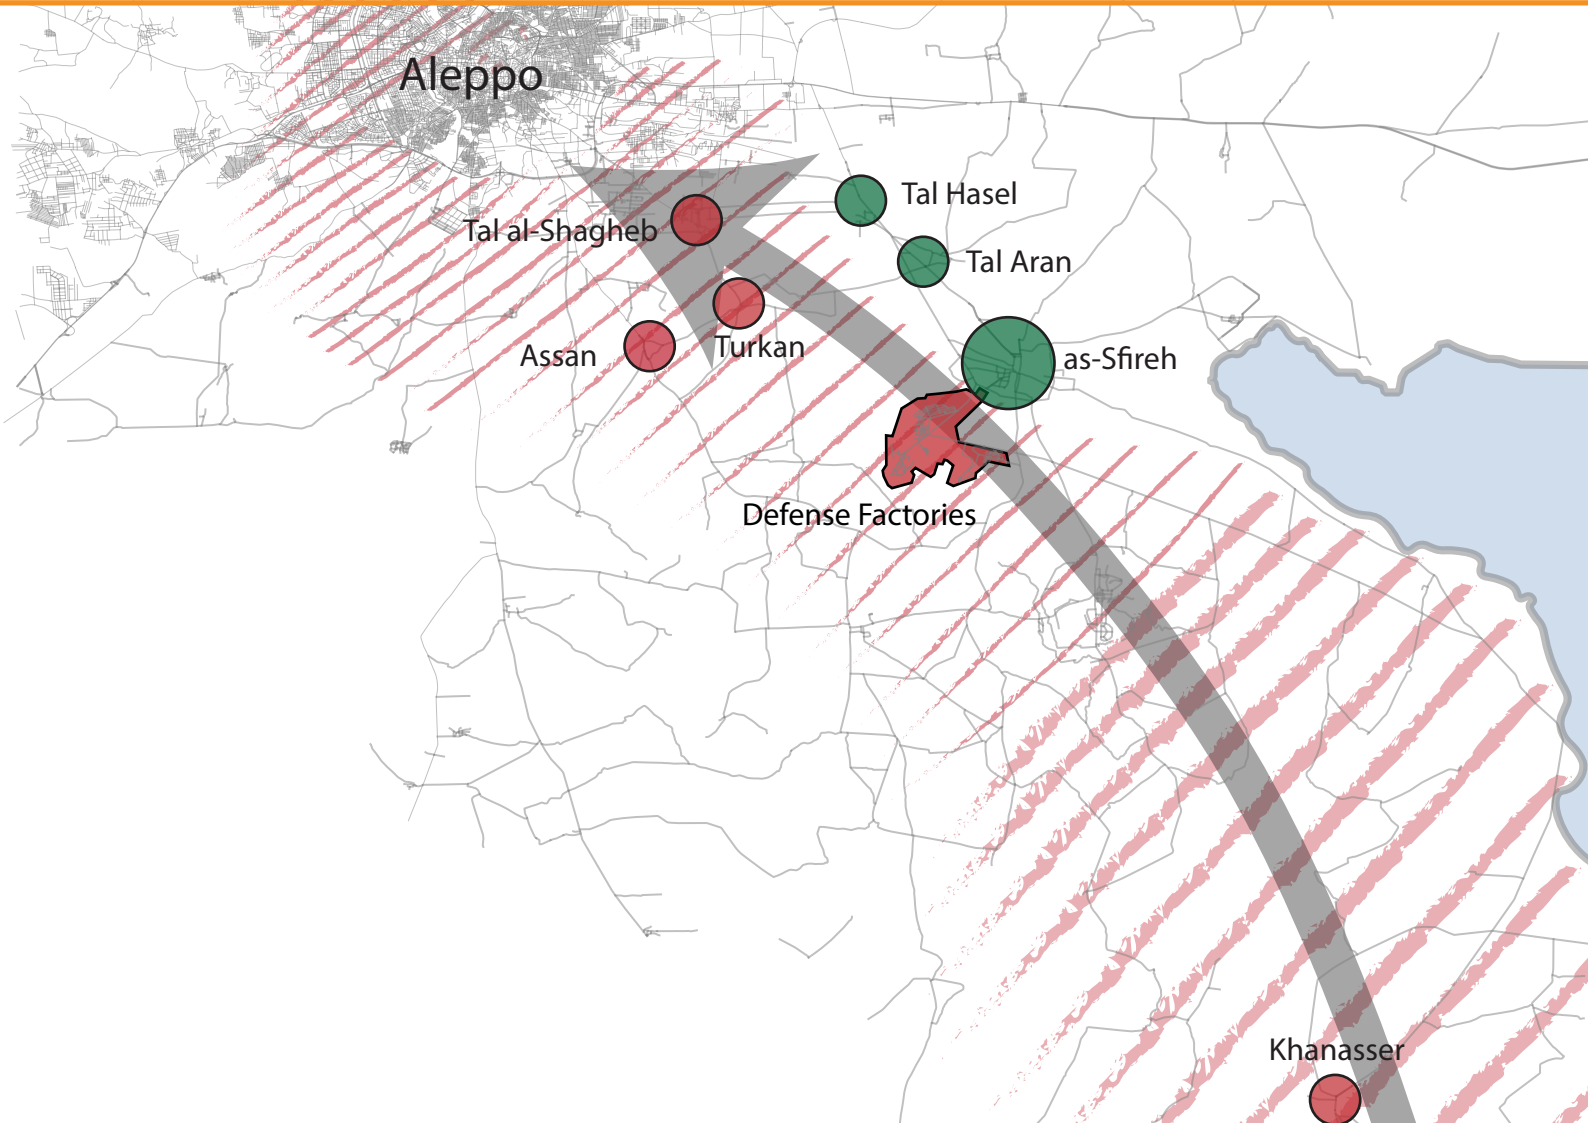 Aleppo
Tal Hasel
Tal al-Shagheb
Tal Aran
Turkan
Assan
as-Sfireh
Defense Factories
Khanasser